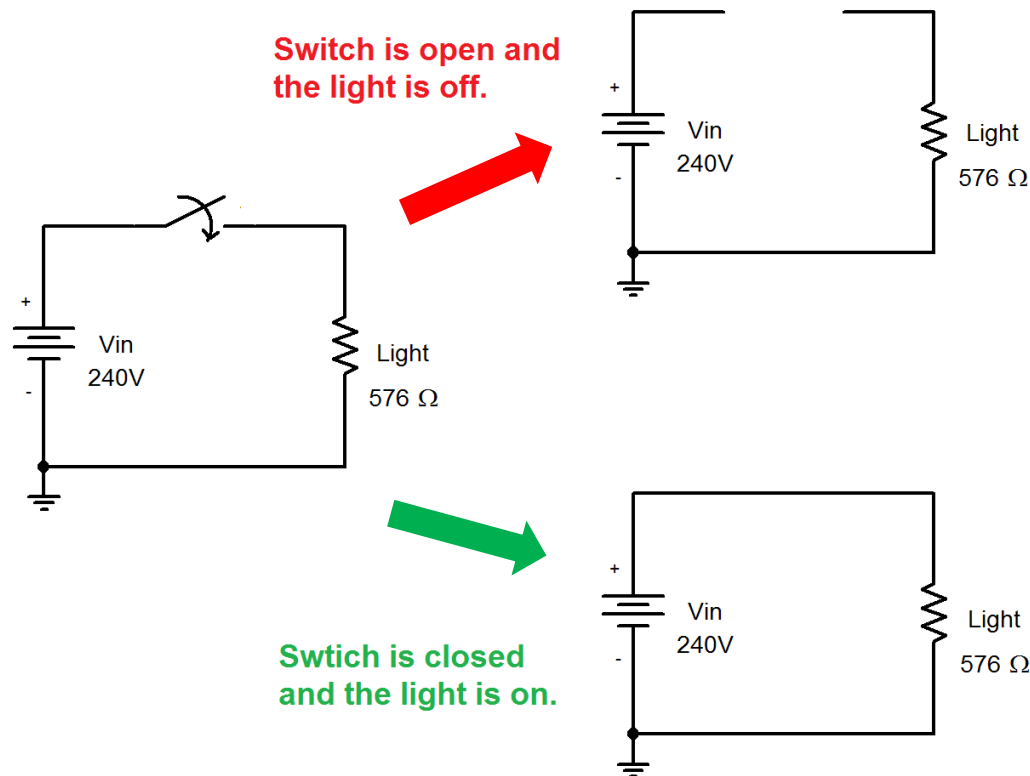 Switch is open and
the light is off.
+
Vin
240V
-
Light
576 Ω
+
Vin
240V
-
Light
576 Ω
Swtich is closed
and the light is on.
+
Vin
240V
-
Light
576 Ω